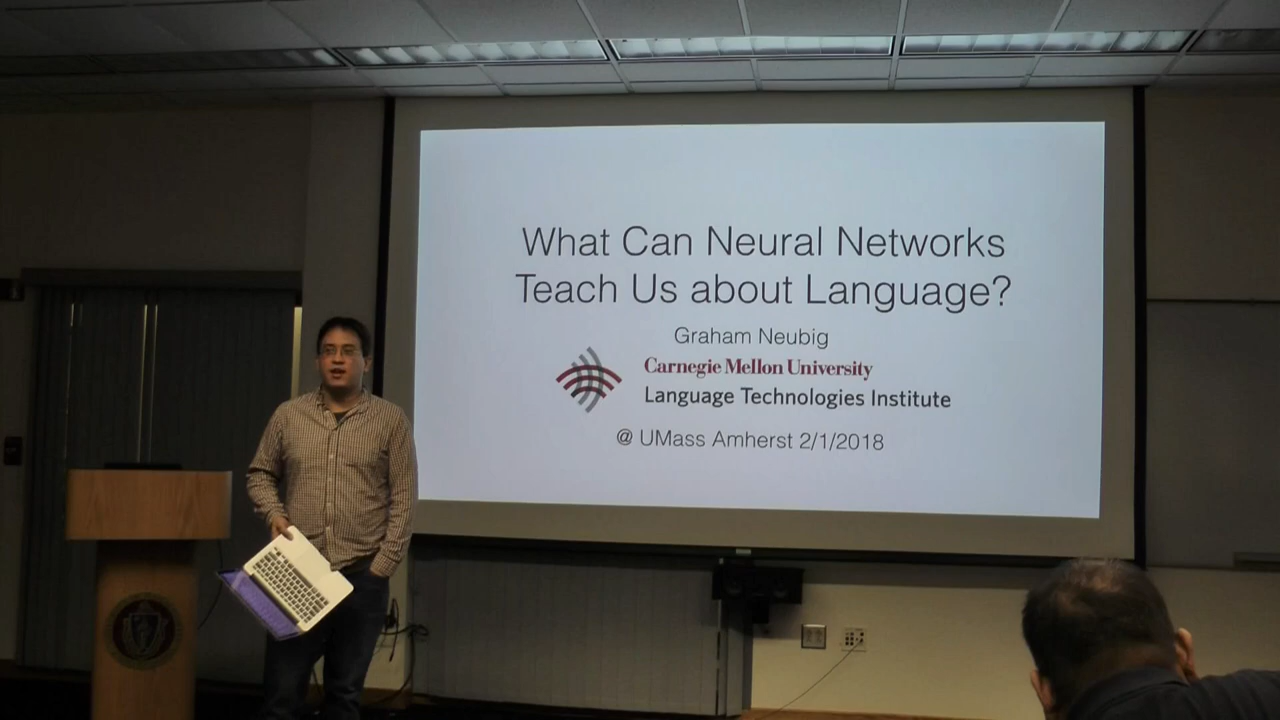 What Can Neural Networks
Teach Us about Language?
Graham Neubig
Carnegie Mellon University
Language Technologies Institute
@ UMass Amherst 2/1/2018